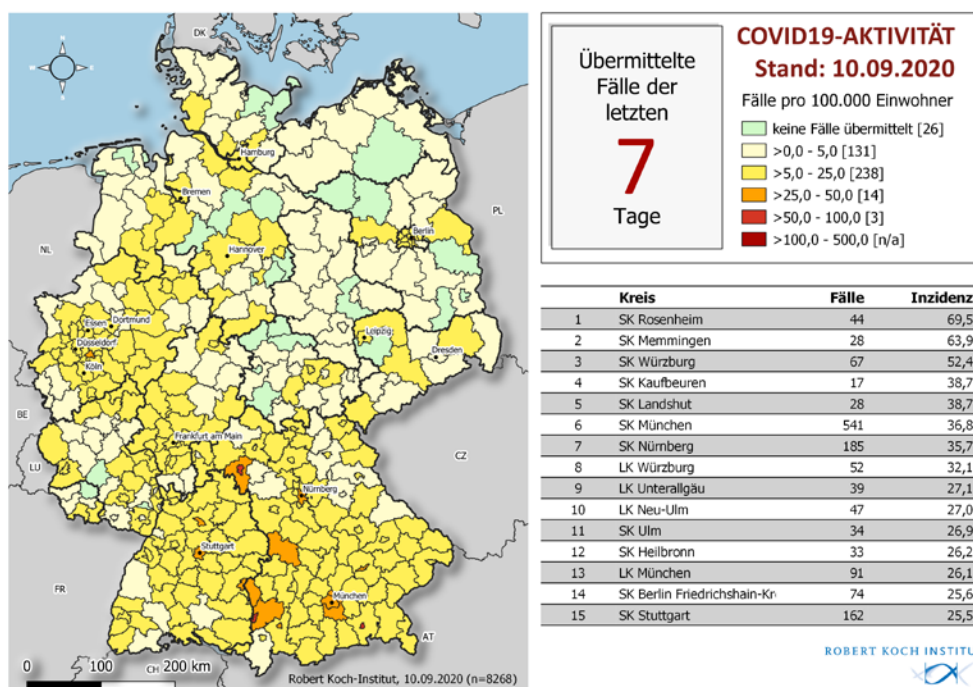 DK
PL
NL
BE
LU
CZ
FR
CH
AT
Hamburg
Bremen
Berlin
Hannover
Essen
Dortmund
Düsseldorf
Köln
Leipzig
Dresden
Frankfurt am Main
Nürnberg
Stuttgart
München
0 100 200 km
Robert Koch-Institut, 10.09.2020 (n=8268)
Übermittelte
Fälle der
letzten
7
Tage
COVID19-AKTIVITÄT
Stand: 10.09.2020
Fälle pro 100.000 Einwohner
keine Fälle übermittelt [26]
>0,0 - 5,0 [131]
>5,0 - 25,0 [238]
>25,0 - 50,0 [14]
>50,0 - 100,0 [3]
>100,0 - 500,0 [n/a]
Kreis Fälle Inzidenz
1 SK Rosenheim 44 69,5
2 SK Memmingen 28 63,9
3 SK Würzburg 67 52,4
4 SK Kaufbeuren 17 38,7
5 SK Landshut 28 38,7
6 SK München 541 36,8
7 SK Nürnberg 185 35,7
8 LK Würzburg 52 32,1
9 LK Unterallgäu 39 27,1
10 LK Neu-Ulm 47 27,0
11 SK Ulm 34 26,9
12 SK Heilbronn 33 26,2
13 LK München 91 26,1
14 SK Berlin Friedrichshain-Kr 74 25,6
15 SK Stuttgart 162 25,5
ROBERT KOCH INSTITU